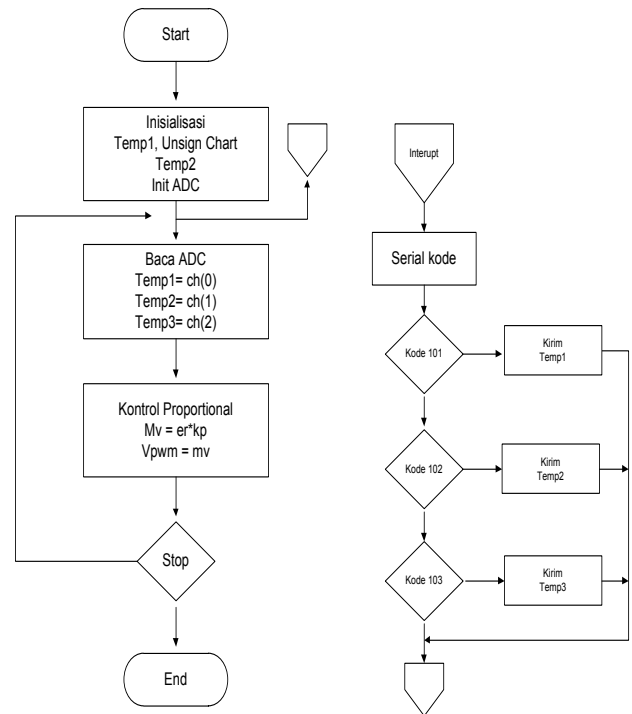 Start
Inisialisasi
Temp1, Unsign Chart
Temp2
Init ADC
Baca ADC
Temp1= ch(0)
Temp2= ch(1)
Temp3= ch(2)
Kontrol Proportional
Mv = er*kp
Vpwm = mv
Stop
End
Interupt
Serial kode
Kode 101
Kirim
Temp1
Kode 102
Kirim
Temp2
Kode 103
Kirim
Temp3